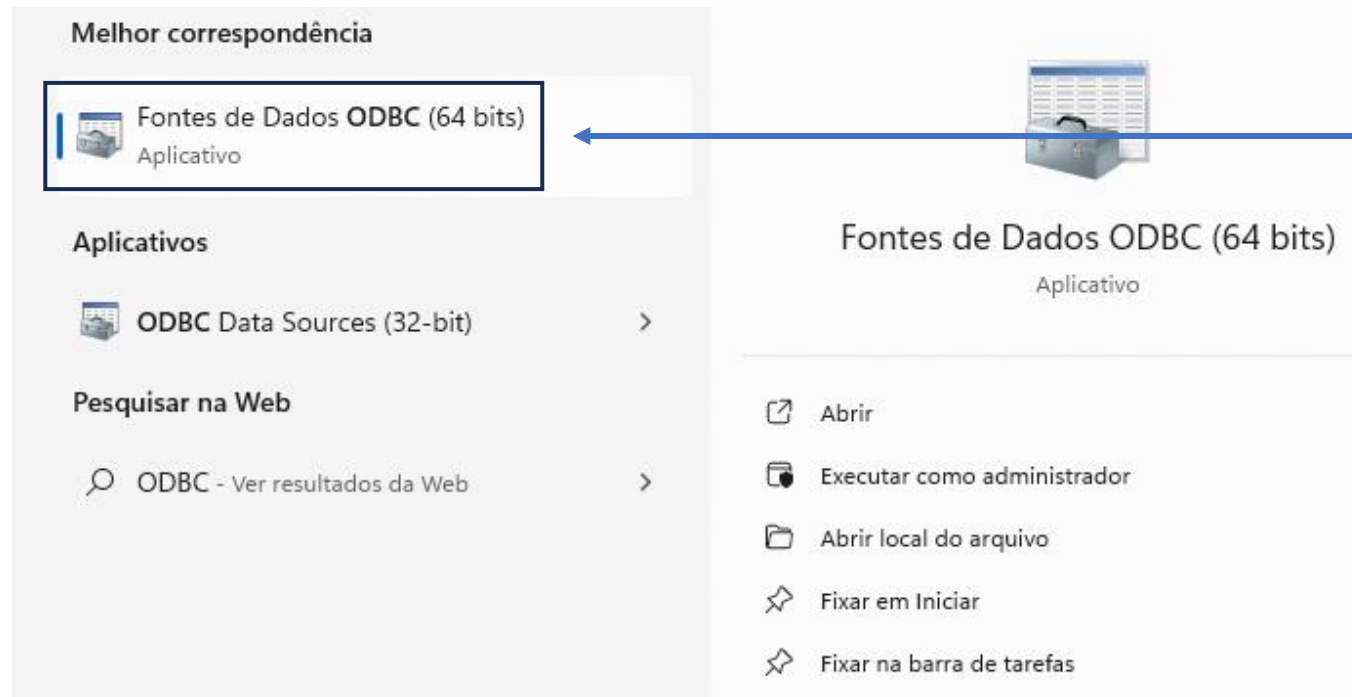 Melhor correspondência
Fontes de Dados ODBC (64 bits)
Aplicativo
Aplicativos
ODBC Data Sources (32-bit)
Pesquisar na Web
ODBC - Ver resultados da Web
Fontes de Dados ODBC (64 bits)
Aplicativo
Abrir
Executar como administrador
Abrir local do arquivo
Fixar em Iniciar
Fixar na barra de tarefas